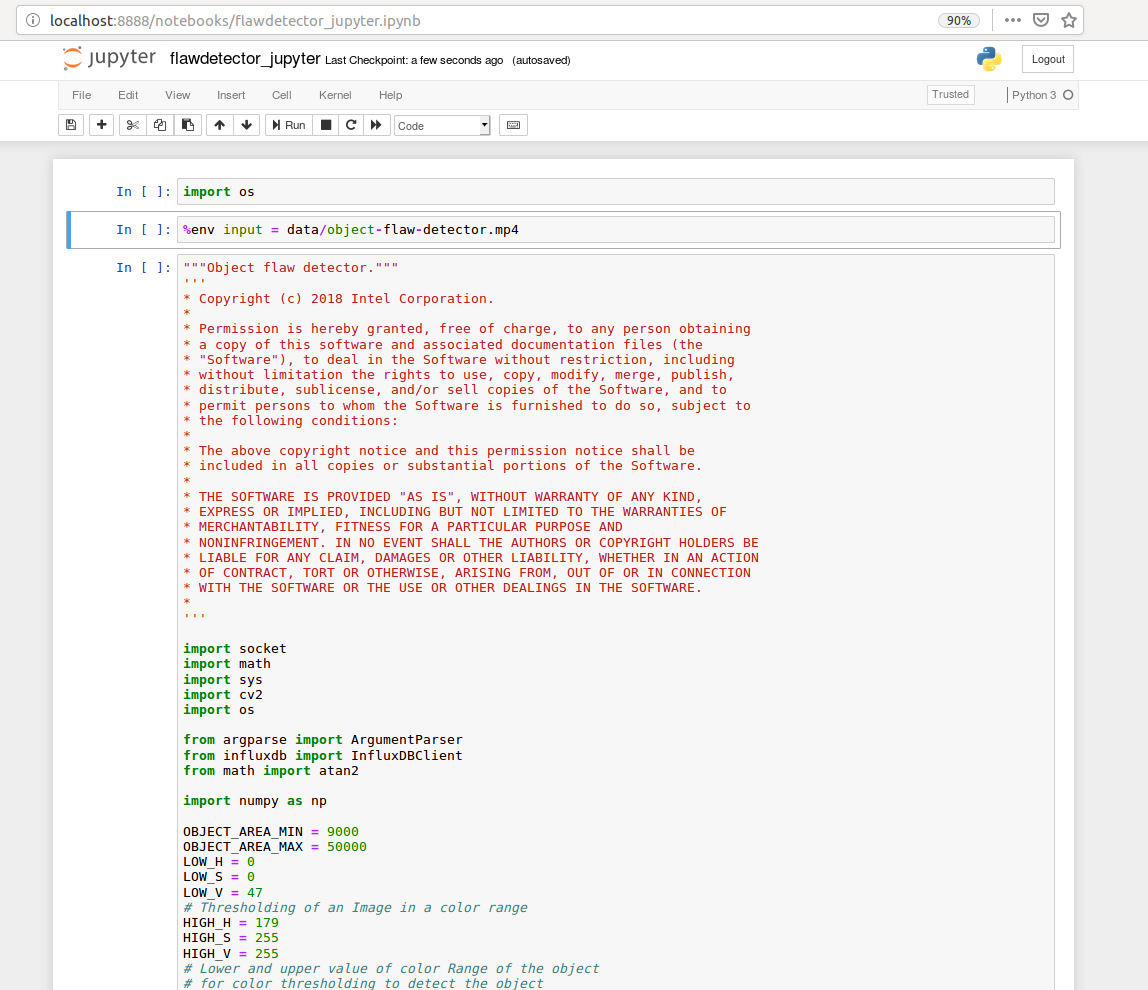 localhost:8888/notebooks/flawdetector_jupyter.ipynb 90%
jupyter flawdetector_jupyter Last Checkpoint: a few seconds ago (autosaved) Logout
File Edit View Insert Cell Kernel Help Trusted Python 3
Run Code
In [ ]: import os
In [ ]: %env input = data/object-flaw-detector.mp4
In [ ]: """Object flaw detector."""
'''
* Copyright (c) 2018 Intel Corporation.
*
* Permission is hereby granted, free of charge, to any person obtaining
* a copy of this software and associated documentation files (the
* "Software"), to deal in the Software without restriction, including
* without limitation the rights to use, copy, modify, merge, publish,
* distribute, sublicense, and/or sell copies of the Software, and to
* permit persons to whom the Software is furnished to do so, subject to
* the following conditions:
*
* The above copyright notice and this permission notice shall be
* included in all copies or substantial portions of the Software.
*
* THE SOFTWARE IS PROVIDED "AS IS", WITHOUT WARRANTY OF ANY KIND,
* EXPRESS OR IMPLIED, INCLUDING BUT NOT LIMITED TO THE WARRANTIES OF
* MERCHANTABILITY, FITNESS FOR A PARTICULAR PURPOSE AND
* NONINFRINGEMENT. IN NO EVENT SHALL THE AUTHORS OR COPYRIGHT HOLDERS BE
* LIABLE FOR ANY CLAIM, DAMAGES OR OTHER LIABILITY, WHETHER IN AN ACTION
* OF CONTRACT, TORT OR OTHERWISE, ARISING FROM, OUT OF OR IN CONNECTION
* WITH THE SOFTWARE OR THE USE OR OTHER DEALINGS IN THE SOFTWARE.
*
'''
import socket
import math
import sys
import cv2
import os
from argparse import ArgumentParser
from influxdb import InfluxDBClient
from math import atan2
import numpy as np
OBJECT_AREA_MIN = 9000
OBJECT_AREA_MAX = 50000
LOW_H = 0
LOW_S = 0
LOW_V = 47
# Thresholding of an Image in a color range
HIGH_H = 179
HIGH_S = 255
HIGH_V = 255
# Lower and upper value of color Range of the object
# for color thresholding to detect the object